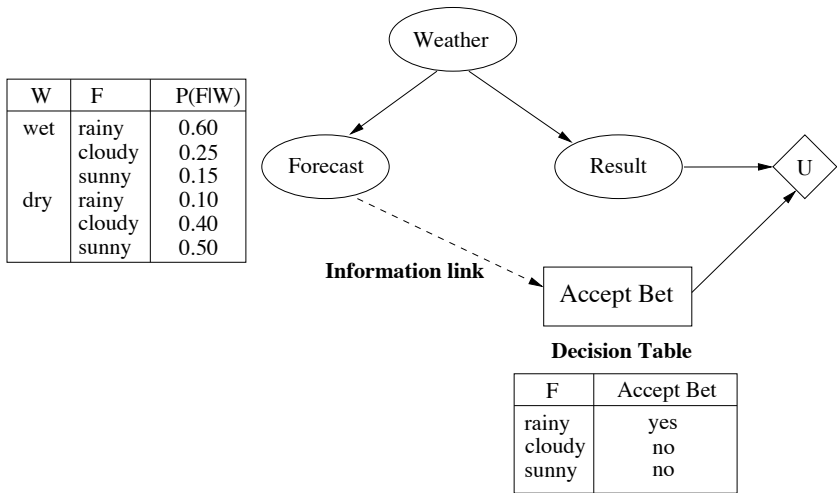 Weather
W F P(F|W)
wet rainy 0.60
cloudy 0.25
sunny 0.15
dry rainy 0.10
cloudy 0.40
sunny 0.50
Forecast
Result
U
Information link
Accept Bet
Decision Table
F Accept Bet
rainy yes
cloudy no
sunny no